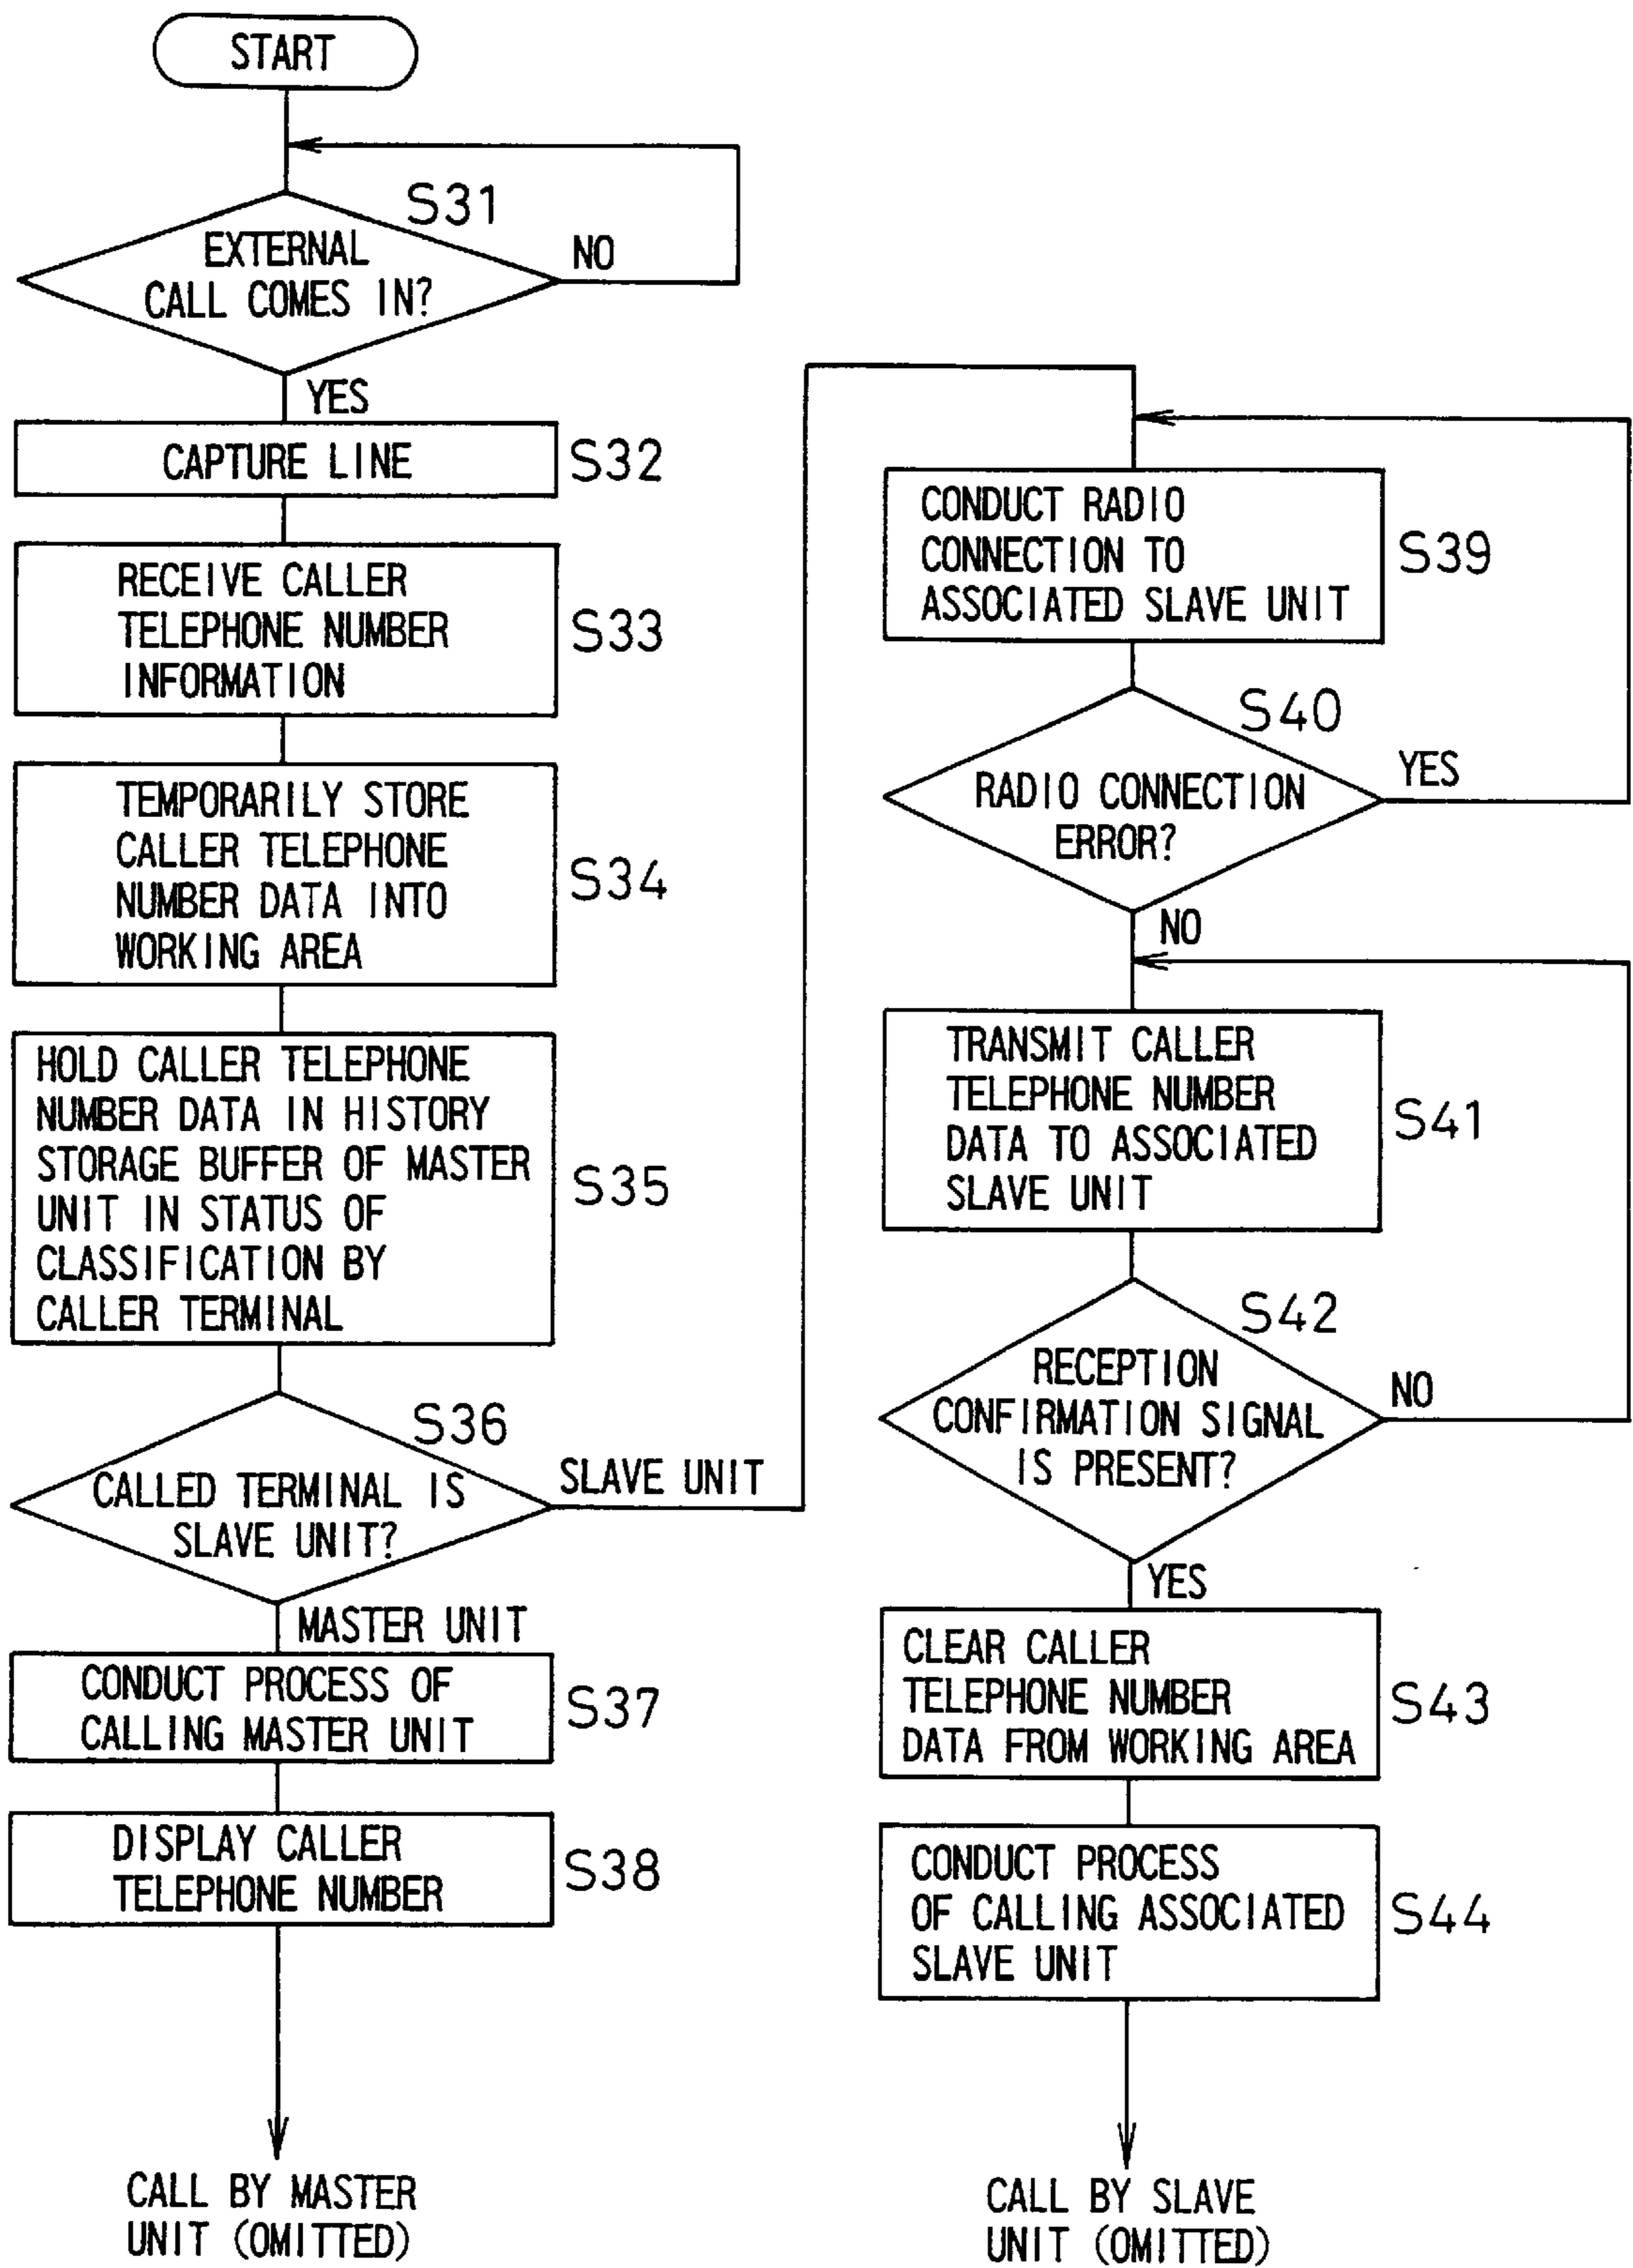 START
S31
EXTERNAL
CALL COMES IN?
NO
YES
CAPTURE LINE
S32
RECEIVE CALLER
TELEPHONE NUMBER
INFORMATION
S33
TEMPORARILY STORE
CALLER TELEPHONE
NUMBER DATA INTO
WORKING AREA
S34
HOLD CALLER TELEPHONE
NUMBER DATA IN HISTORY
STORAGE BUFFER OF MASTER
UNIT IN STATUS OF
CLASSIFICATION BY
CALLER TERMINAL
S35
S36
CALLED TERMINAL IS
SLAVE UNIT?
SLAVE UNIT
MASTER UNIT
CONDUCT PROCESS OF
CALLING MASTER UNIT
S37
DISPLAY CALLER
TELEPHONE NUMBER
S38
CALL BY MASTER
UNIT (OMITTED)
CONDUCT RADIO
CONNECTION TO
ASSOCIATED SLAVE UNIT
S39
S40
RADIO CONNECTION
ERROR?
YES
NO
TRANSMIT CALLER
TELEPHONE NUMBER
DATA TO ASSOCIATED
SLAVE UNIT
S41
S42
RECEPTION
CONFIRMATION SIGNAL
IS PRESENT?
NO
YES
CLEAR CALLER
TELEPHONE NUMBER
DATA FROM WORKING AREA
S43
CONDUCT PROCESS
OF CALLING ASSOCIATED
SLAVE UNIT
S44
CALL BY SLAVE
UNIT (OMITTED)